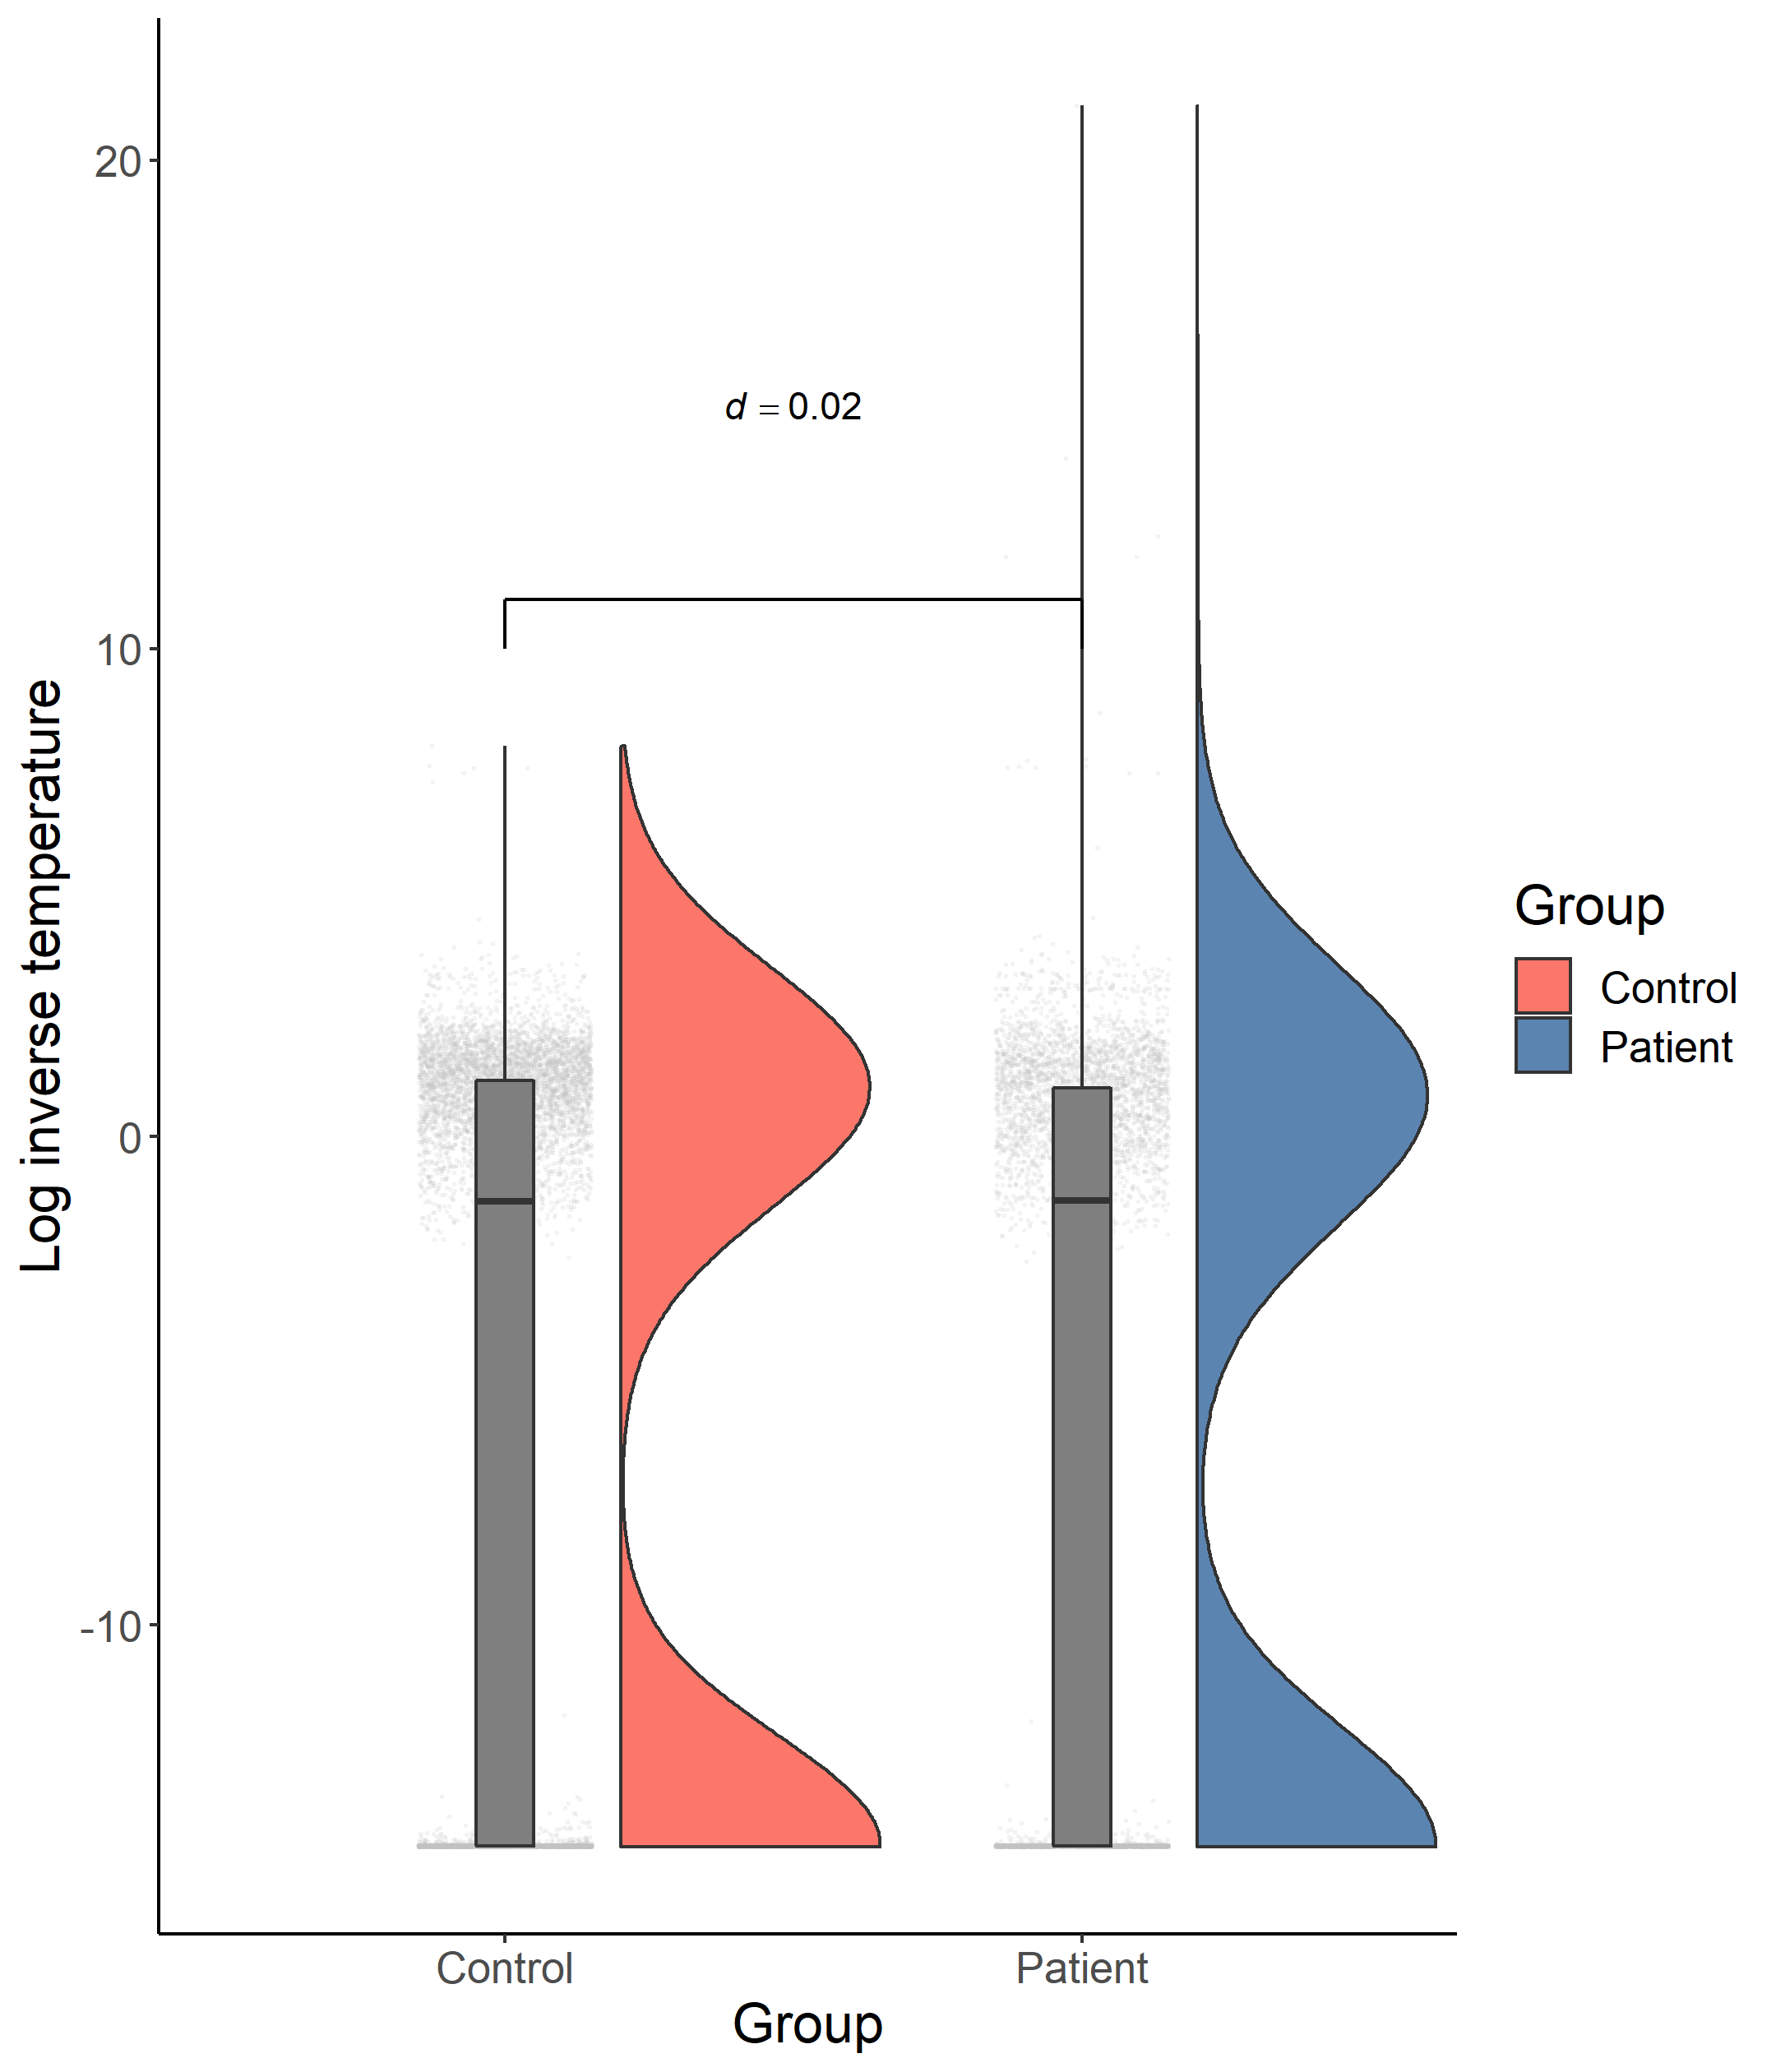 Log inverse temperature
20
10
0
-10
d = 0.02
Control
Patient
Group
Group
Control
Patient